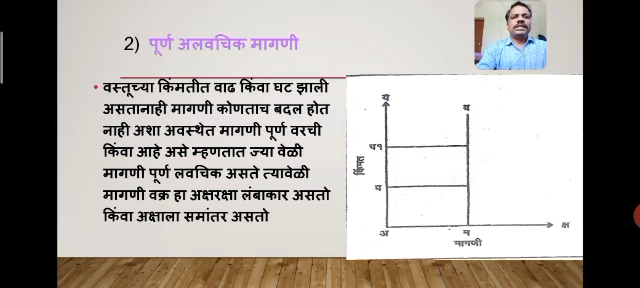 2) पूर्ण अलवचिक मागणी
• वस्तूच्या किंमतीत वाढ किंवा घट झाली
असतानाही मागणी कोणताच बदल होत
नाही अशा अवस्थेत मागणी पूर्ण वरची
किंवा आहे असे म्हणतात ज्या वेळी
मागणी पूर्ण लवचिक असते त्यावेळी
मागणी वक्र हा अक्षरक्षा लंबाकार असतो
किंवा अक्षाला समांतर असतो
य
ब
प१
किंमत
प
अ
म
क्ष
मागणी